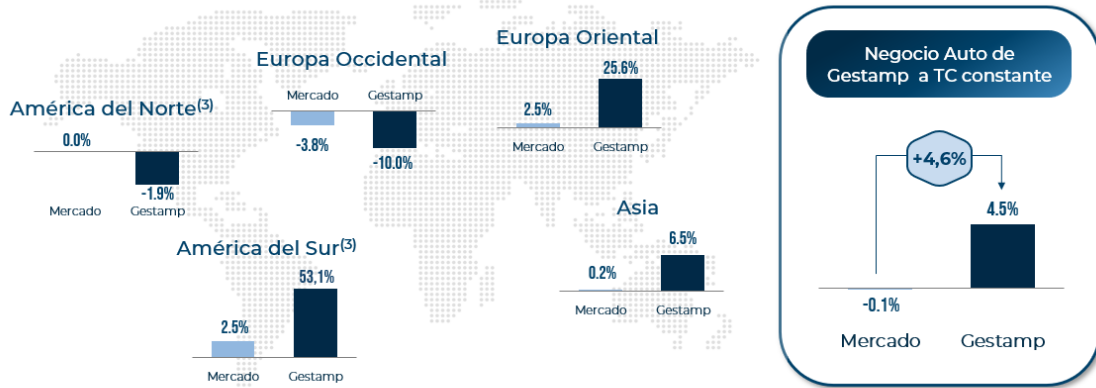 América del Norte(3)
0.0%
-1.9%
Mercado
Gestamp
Europa Occidental
Mercado
Gestamp
-3.8%
-10.0%
Europa Oriental
25.6%
2.5%
Mercado
Gestamp
América del Sur(3)
53,1%
2.5%
Mercado
Gestamp
Asia
6.5%
0.2%
Mercado
Gestamp
Negocio Auto de
Gestamp a TC constante
+4,6%
4.5%
-0.1%
Mercado
Gestamp